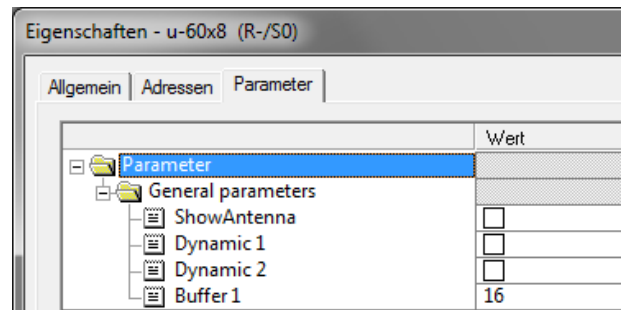 Eigenschaften - u-60x8 (R-/S0)
Allgemein Adressen Parameter
Wert
Parameter
General parameters
ShowAntenna
Dynamic 1
Dynamic 2
Buffer 1 16